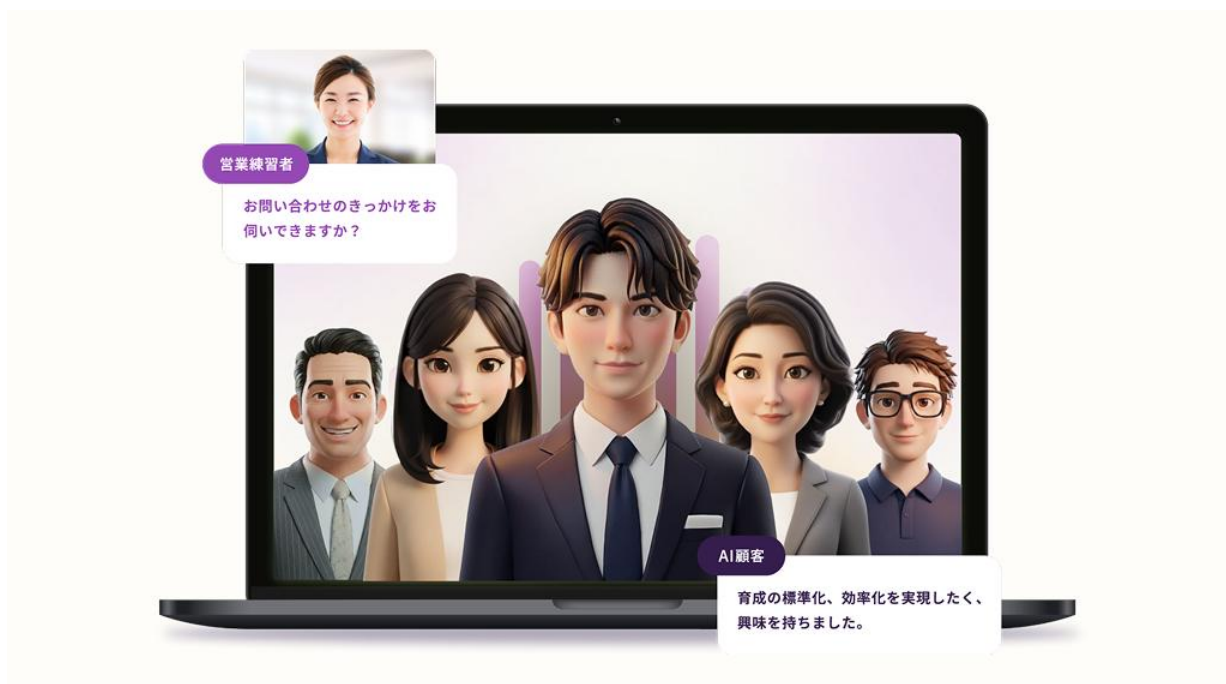 営業練習者
お問い合わせのきっかけをお
伺いできますか？
AI顧客
育成の標準化、効率化を実現したく、
興味を持ちました。